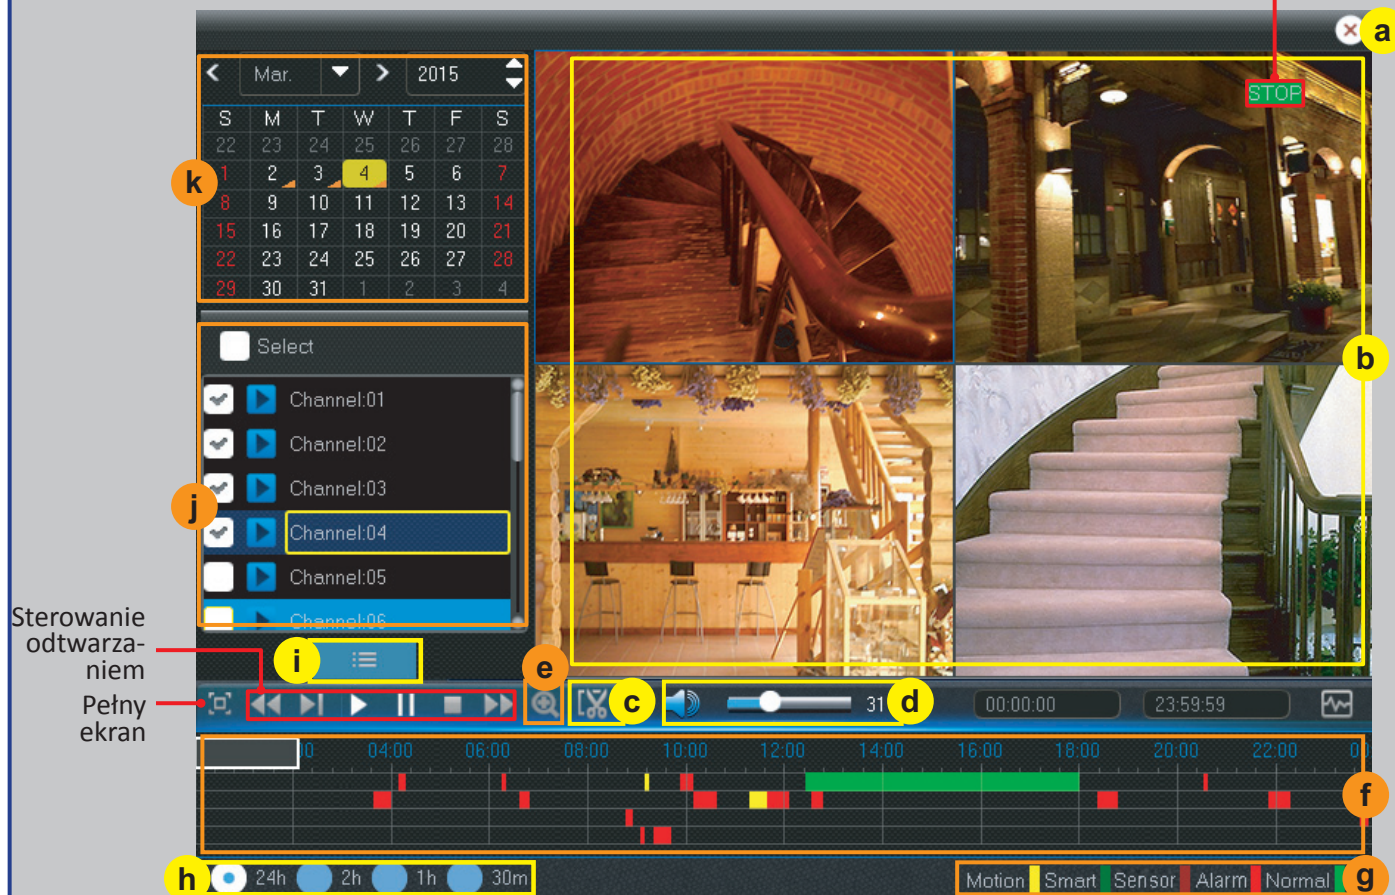 a
Mar. 2015
STOP
S M T W T F S
22 23 24 25 26 27 28
1 2 3 4 5 6 7
k
8 9 10 11 12 13 14
15 16 17 18 19 20 21
22 23 24 25 26 27 28
29 30 31 1 2 3 4
Select
b
Channel:01
Channel:02
Channel:03
j
Channel:04
Channel:05
Channel:06
Sterowanie
odtwarza-
niem
i
e
Pełny
ekran
c
31
d
00:00:00
23:59:59
04:00 06:00 08:00 10:00 12:00 14:00 16:00 18:00 20:00 22:00
f
h
24h 2h 1h 30m
Motion Smart Sensor Alarm Normal
g